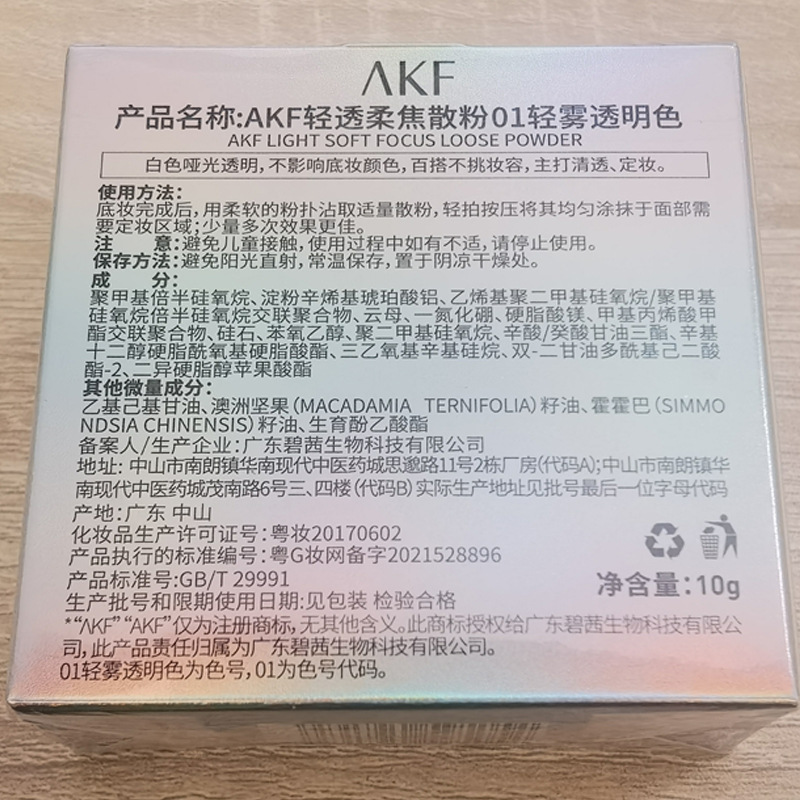 ΛKF
产品名称:AKF轻透柔焦散粉01轻雾透明色
AKF LIGHT SOFT FOCUS LOOSE POWDER
白色哑光透明,不影响底妆颜色,百搭不挑妆容,主打清透、定妆。
使用方法:
底妆完成后,用柔软的粉扑沾取适量散粉,轻拍按压将其均匀涂抹于面部需
要定妆区域;少量多次效果更佳。
注 意:避免儿童接触,使用过程中如有不适,请停止使用。
保存方法:避免阳光直射,常温保存,置于阴凉干燥处。
成 分:
聚甲基倍半硅氧烷、淀粉辛烯基琥珀酸铝、乙烯基聚二甲基硅氧烷/聚甲基
硅氧烷倍半硅氧烷交联聚合物、云母、一氮化硼、硬脂酸镁、甲基丙烯酸甲
酯交联聚合物、硅石、苯氧乙醇、聚二甲基硅氧烷、辛酸/癸酸甘油三酯、辛基
十二醇硬脂酰氧基硬脂酸酯、三乙氧基辛基硅烷、双-二甘油多酰基己二酸
酯-2、二异硬脂醇苹果酸酯
其他微量成分:
乙基己基甘油、澳洲坚果(MACADAMIA TERNIFOLIA)籽油、霍霍巴(SIMMO
NDSIA CHINENSIS)籽油、生育酚乙酸酯
备案人/生产企业:广东碧茜生物科技有限公司
地址: 中山市南朗镇华南现代中医药城思邈路11号2栋厂房(代码A);中山市南朗镇华
南现代中医药城茂南路6号三、四楼(代码B) 实际生产地址见批号最后一位字母代码
产地:广东 中山
化妆品生产许可证号:粤妆20170602
产品执行的标准编号:粤G妆网备字2021528896
产品标准号:GB/T 29991
净含量:10g
生产批号和限期使用日期:见包装 检验合格
*“ΛKF”“AKF”仅为注册商标,无其他含义。此商标授权给广东碧茜生物科技有限公
司,此产品责任归属为广东碧茜生物科技有限公司。
01轻雾透明色为色号,01为色号代码。